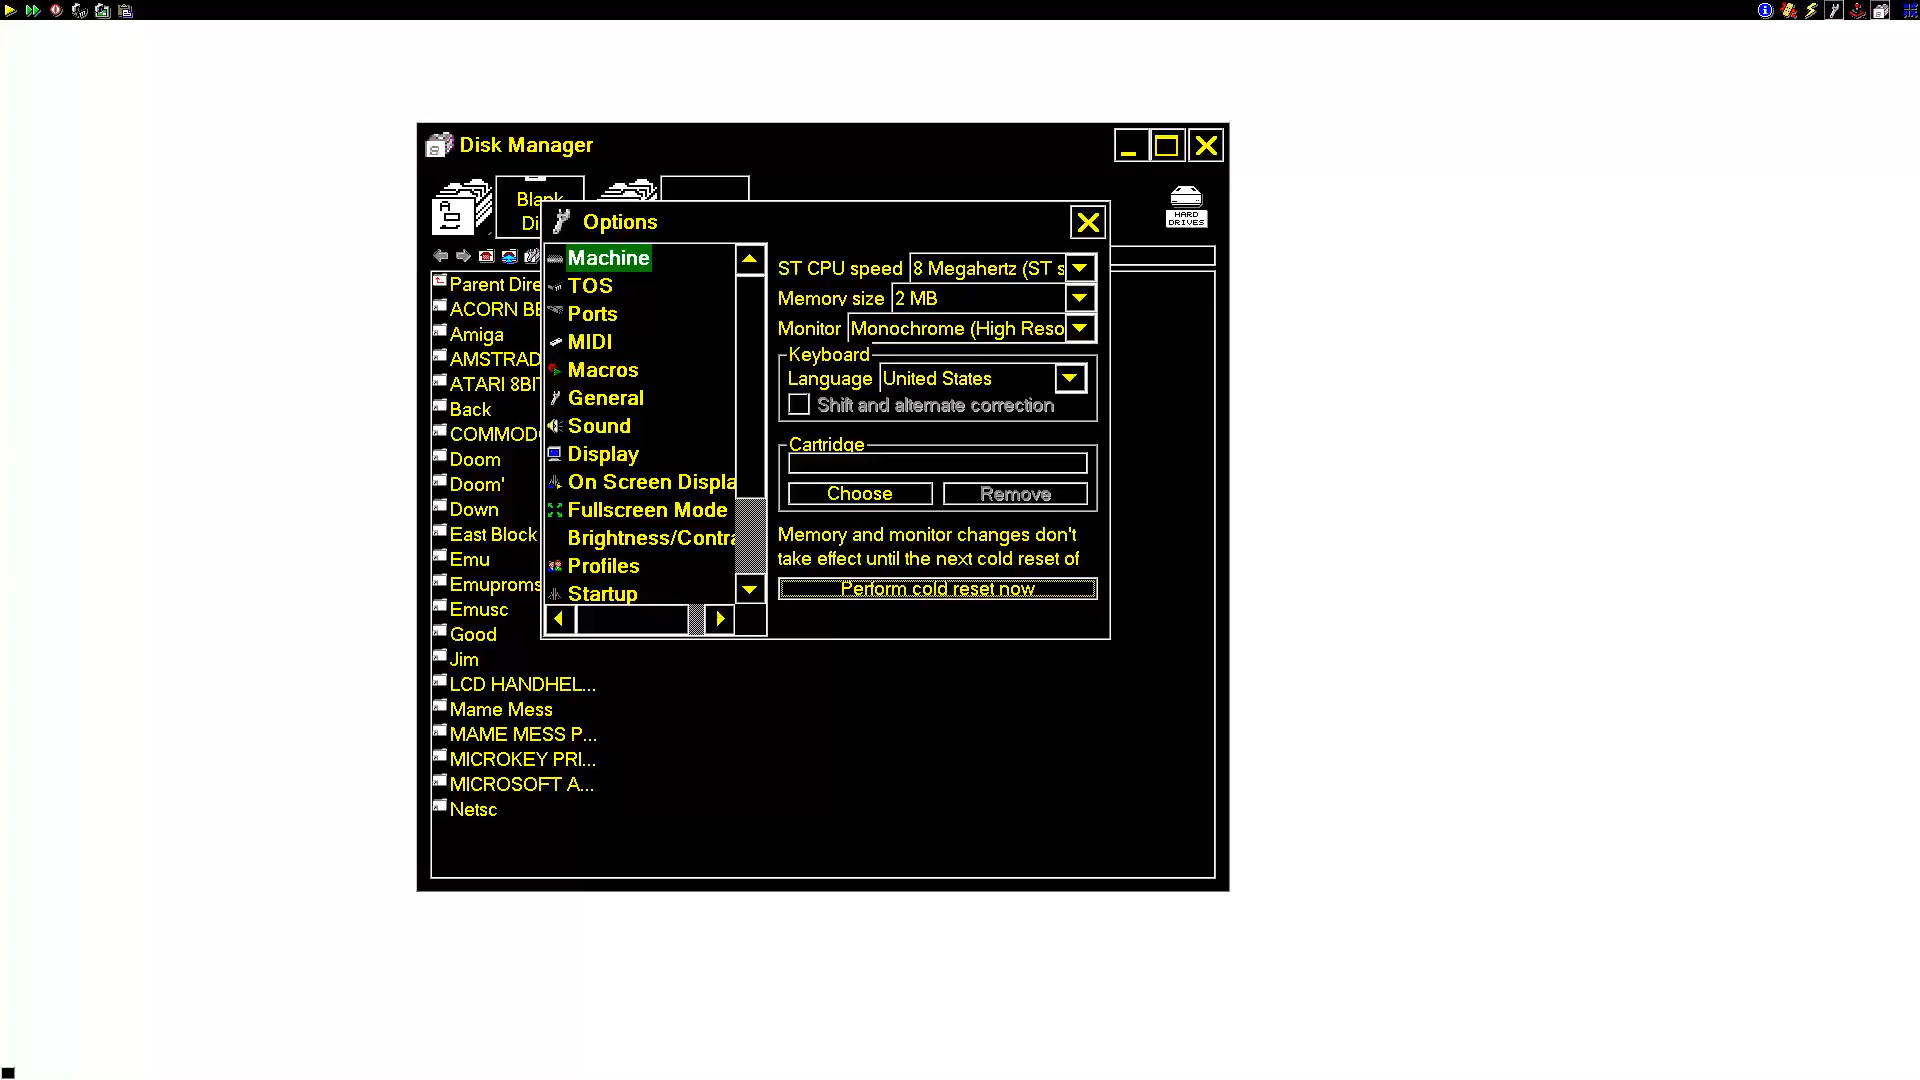 Disk Manager
A
HARD
DRIVES
Options
Machine
TOS
Ports
MIDI
Macros
General
Sound
Display
On Screen Displa
Fullscreen Mode
Brightness/Contra
Profiles
Startup
ST CPU speed 8 Megahertz (ST s
Memory size 2 MB
Monitor Monochrome (High Reso
Keyboard
Language United States
Shift and alternate correction
Cartridge
Choose Remove
Memory and monitor changes don't
take effect until the next cold reset of
Perform cold reset now
Parent Dire
ACORN BE
Amiga
AMSTRAD
ATARI 8BIT
Back
COMMOD
Doom
Doom'
Down
East Block
Emu
Emuproms
Emusc
Good
Jim
LCD HANDHEL...
Mame Mess
MAME MESS P...
MICROKEY PRI...
MICROSOFT A...
Netsc